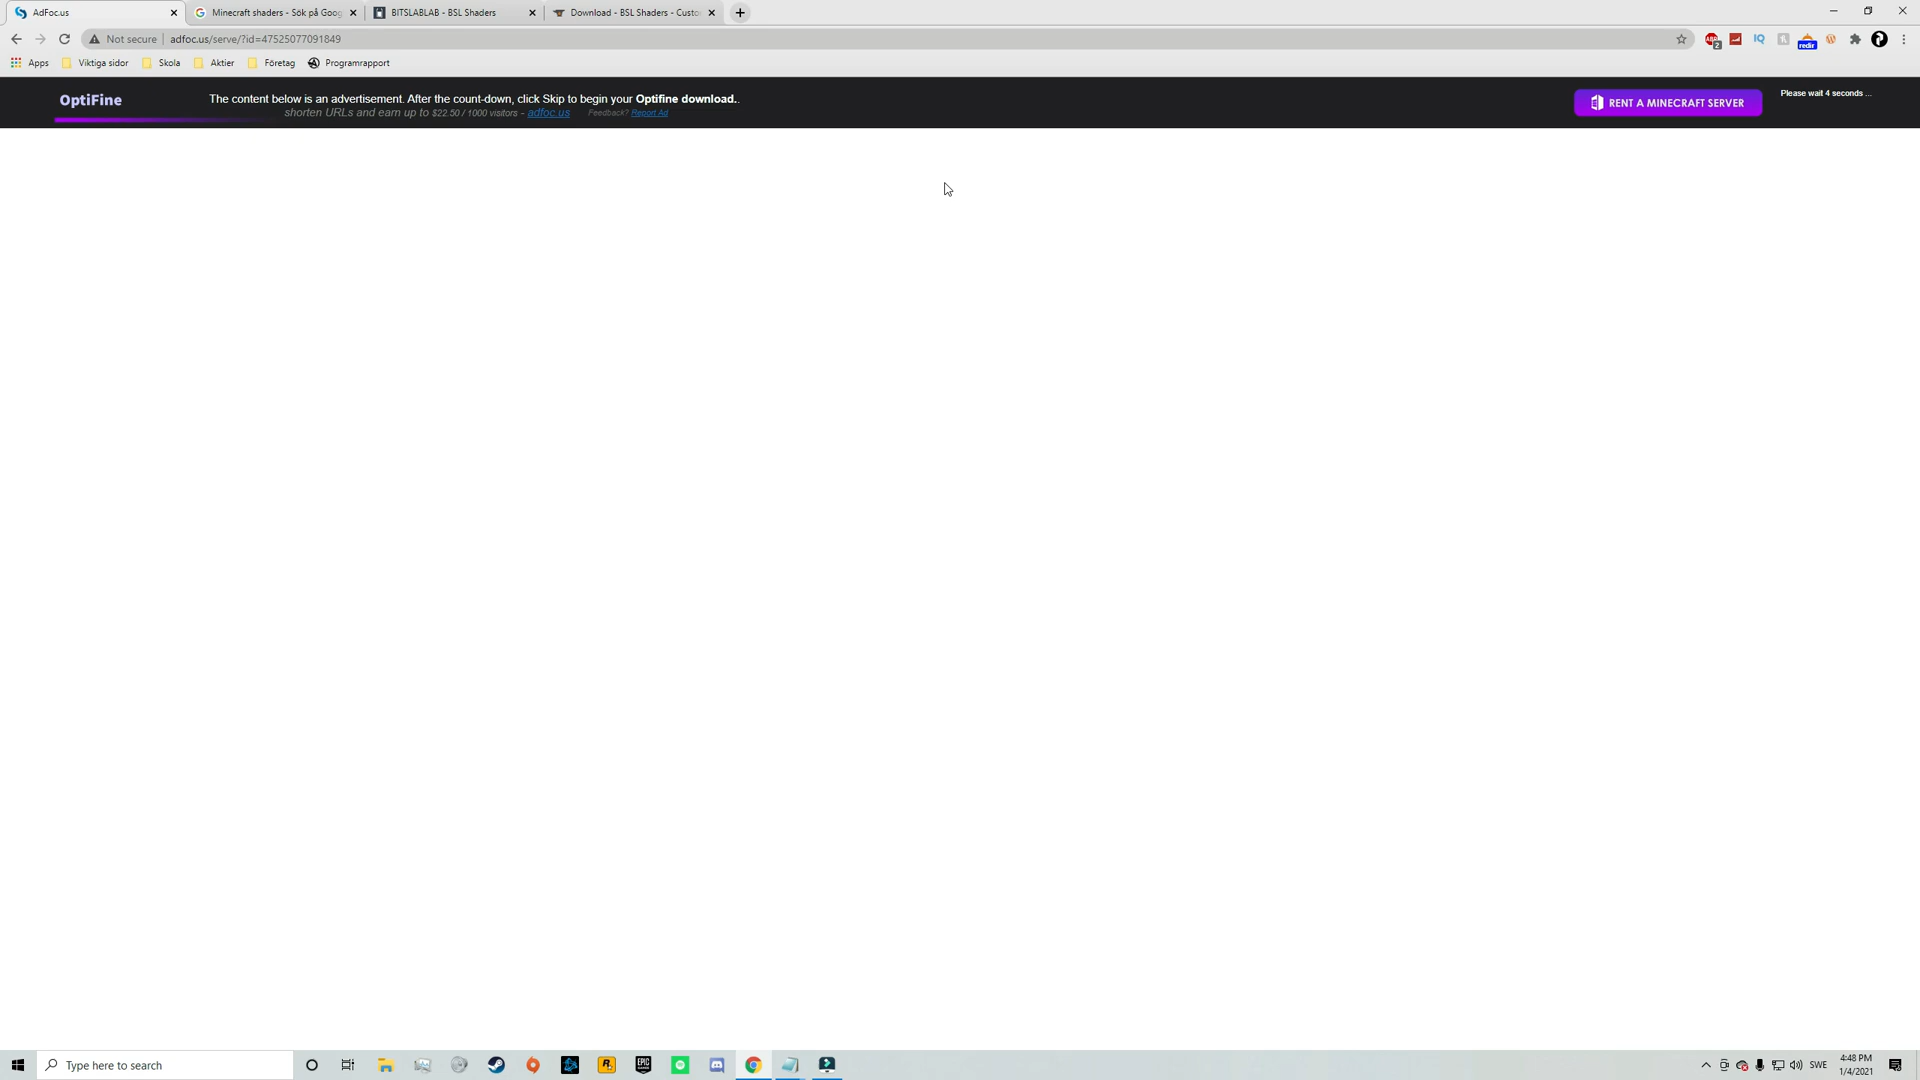 AdFoc.us
Minecraft shaders - Sök på Goog
BITSLABLAB - BSL Shaders
Download - BSL Shaders - Custo
Not secure
adfoc.us/serve/?id=47525077091849
2
IQ
redir
Apps
Viktiga sidor
Skola
Aktier
Företag
Programrapport
OptiFine
The content below is an advertisement. After the count-down, click Skip to begin your Optifine download..
shorten URLs and earn up to $22.50 / 1000 visitors - adfoc.us
Feedback? Report Ad
RENT A MINECRAFT SERVER
Please wait 4 seconds ...
Type here to search
EPIC
SWE
4:48 PM
1/4/2021